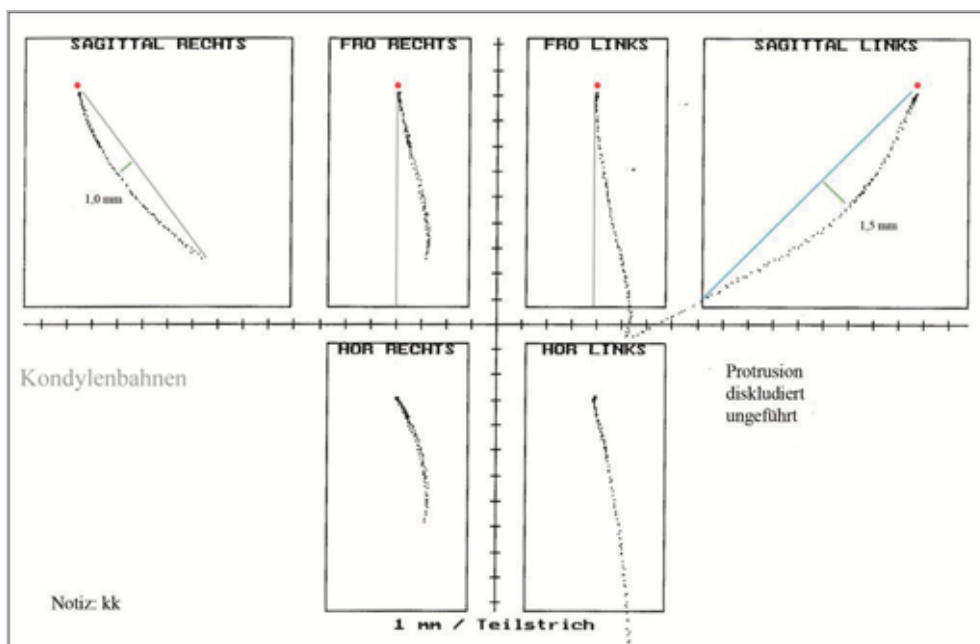 SAGITTAL RECHTS
FRO RECHTS
FRO LINKS
SAGITTAL LINKS
1,0 mm
1,5 mm
HOR RECHTS
HOR LINKS
Kondylenbahnen
Protrusion
diskludiert
ungeführt
Notiz: kk
1 mm / Teilstrich